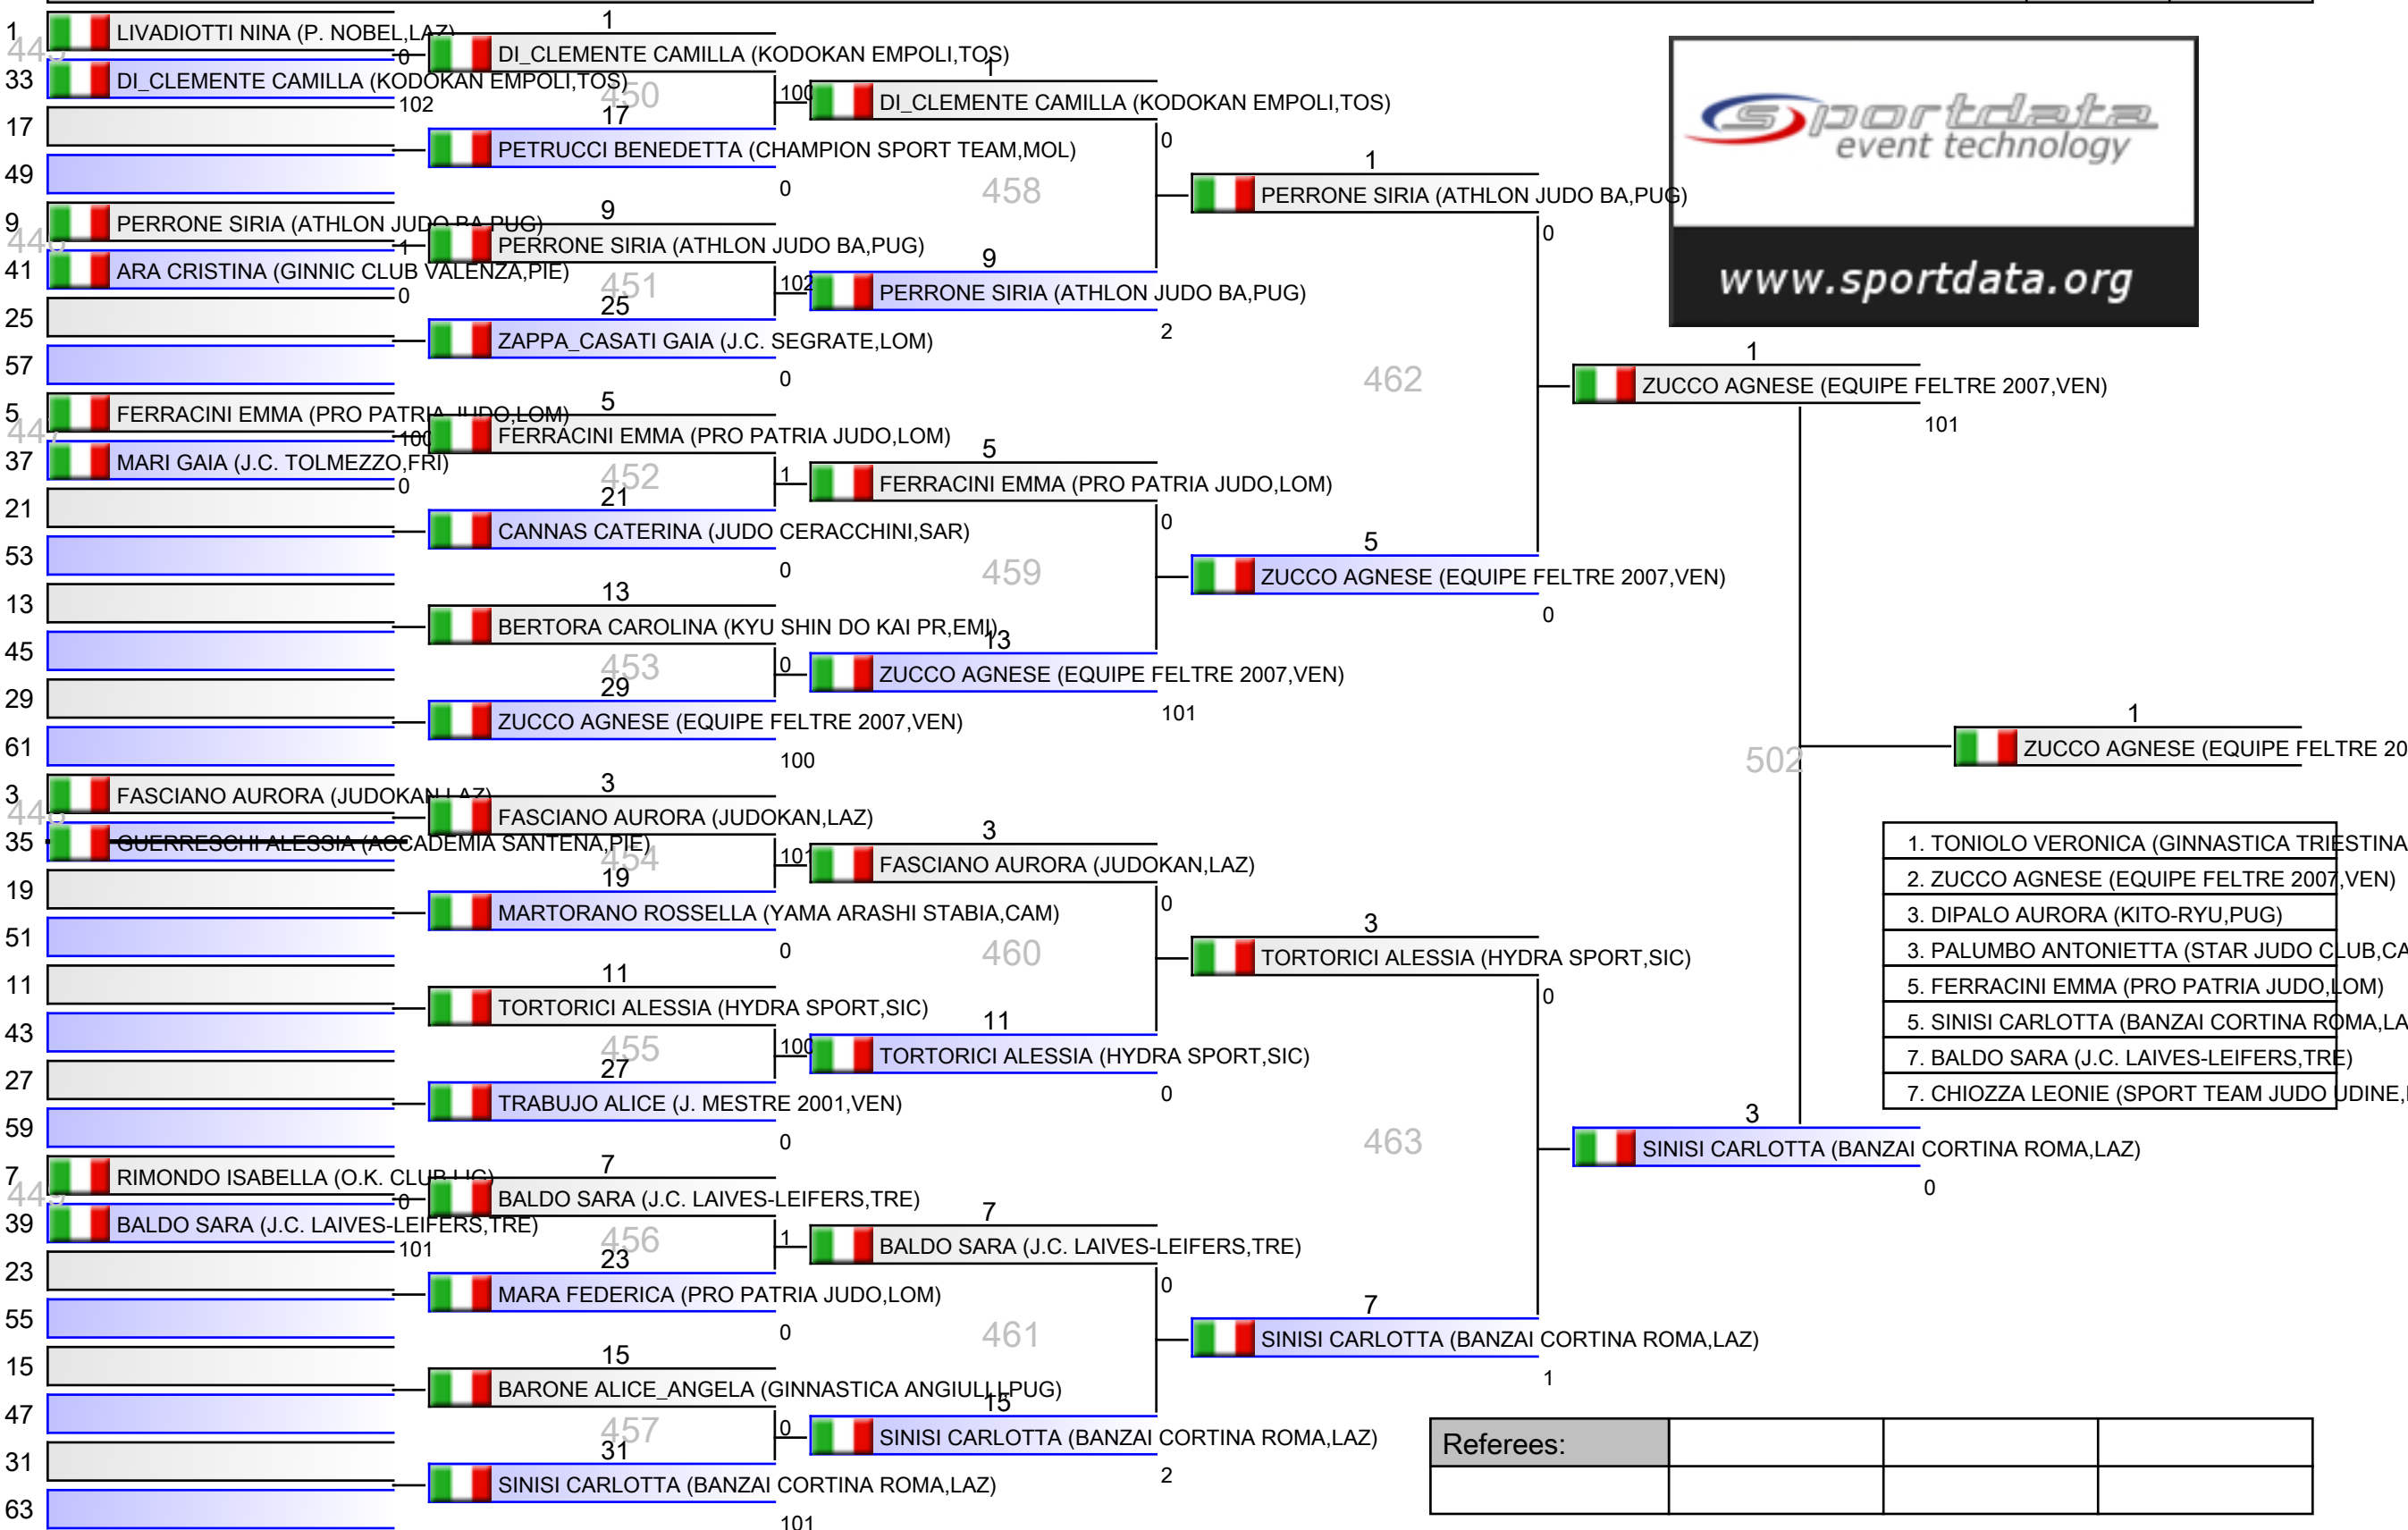 1 LIVADIOTTI NINA (P. NOBEL,LAZ)
0
33 DI_CLEMENTE CAMILLA (KODOKAN EMPOLI,TOS)
102
17
49
9 PERRONE SIRIA (ATHLON JUDO BA,PUG)
1
41 ARA CRISTINA (GINNIC CLUB VALENZA,PIE)
0
25
57
5 FERRACINI EMMA (PRO PATRIA JUDO,LOM)
100
37 MARI GAIA (J.C. TOLMEZZO,FRI)
0
21
53
13
45
29
61
3 FASCIANO AURORA (JUDOKAN,LAZ)
35 GUERRESCHI ALESSIA (ACCADEMIA SANTENA,PIE)
19
51
11
43
27
59
7 RIMONDO ISABELLA (O.K. CLUB,LIG)
0
39 BALDO SARA (J.C. LAIVES-LEIFERS,TRE)
101
23
55
15
47
31
63
1
DI_CLEMENTE CAMILLA (KODOKAN EMPOLI,TOS)
100
450
17
PETRUCCI BENEDETTA (CHAMPION SPORT TEAM,MOL)
0
9
PERRONE SIRIA (ATHLON JUDO BA,PUG)
102
451
25
ZAPPA_CASATI GAIA (J.C. SEGRATE,LOM)
0
5
FERRACINI EMMA (PRO PATRIA JUDO,LOM)
1
452
21
CANNAS CATERINA (JUDO CERACCHINI,SAR)
0
13
BERTORA CAROLINA (KYU SHIN DO KAI PR,EMI)
0
453
29
ZUCCO AGNESE (EQUIPE FELTRE 2007,VEN)
100
3
FASCIANO AURORA (JUDOKAN,LAZ)
101
454
19
MARTORANO ROSSELLA (YAMA ARASHI STABIA,CAM)
0
11
TORTORICI ALESSIA (HYDRA SPORT,SIC)
100
455
27
TRABUJO ALICE (J. MESTRE 2001,VEN)
0
7
BALDO SARA (J.C. LAIVES-LEIFERS,TRE)
1
456
23
MARA FEDERICA (PRO PATRIA JUDO,LOM)
0
15
BARONE ALICE_ANGELA (GINNASTICA ANGIULLI,PUG)
0
457
31
SINISI CARLOTTA (BANZAI CORTINA ROMA,LAZ)
101
1
DI_CLEMENTE CAMILLA (KODOKAN EMPOLI,TOS)
0
458
9
PERRONE SIRIA (ATHLON JUDO BA,PUG)
2
5
FERRACINI EMMA (PRO PATRIA JUDO,LOM)
0
459
13
ZUCCO AGNESE (EQUIPE FELTRE 2007,VEN)
101
3
FASCIANO AURORA (JUDOKAN,LAZ)
0
460
11
TORTORICI ALESSIA (HYDRA SPORT,SIC)
0
7
BALDO SARA (J.C. LAIVES-LEIFERS,TRE)
0
461
15
SINISI CARLOTTA (BANZAI CORTINA ROMA,LAZ)
2
1
PERRONE SIRIA (ATHLON JUDO BA,PUG)
0
462
5
ZUCCO AGNESE (EQUIPE FELTRE 2007,VEN)
0
3
TORTORICI ALESSIA (HYDRA SPORT,SIC)
0
463
7
SINISI CARLOTTA (BANZAI CORTINA ROMA,LAZ)
1
sportdata
event technology
www.sportdata.org
1
ZUCCO AGNESE (EQUIPE FELTRE 2007,VEN)
101
502
3
SINISI CARLOTTA (BANZAI CORTINA ROMA,LAZ)
0
1
ZUCCO AGNESE (EQUIPE FELTRE 20
1. TONIOLO VERONICA (GINNASTICA TRIESTINA
2. ZUCCO AGNESE (EQUIPE FELTRE 2007,VEN)
3. DIPALO AURORA (KITO-RYU,PUG)
3. PALUMBO ANTONIETTA (STAR JUDO CLUB,CA
5. FERRACINI EMMA (PRO PATRIA JUDO,LOM)
5. SINISI CARLOTTA (BANZAI CORTINA ROMA,LA
7. BALDO SARA (J.C. LAIVES-LEIFERS,TRE)
7. CHIOZZA LEONIE (SPORT TEAM JUDO UDINE,
Referees: